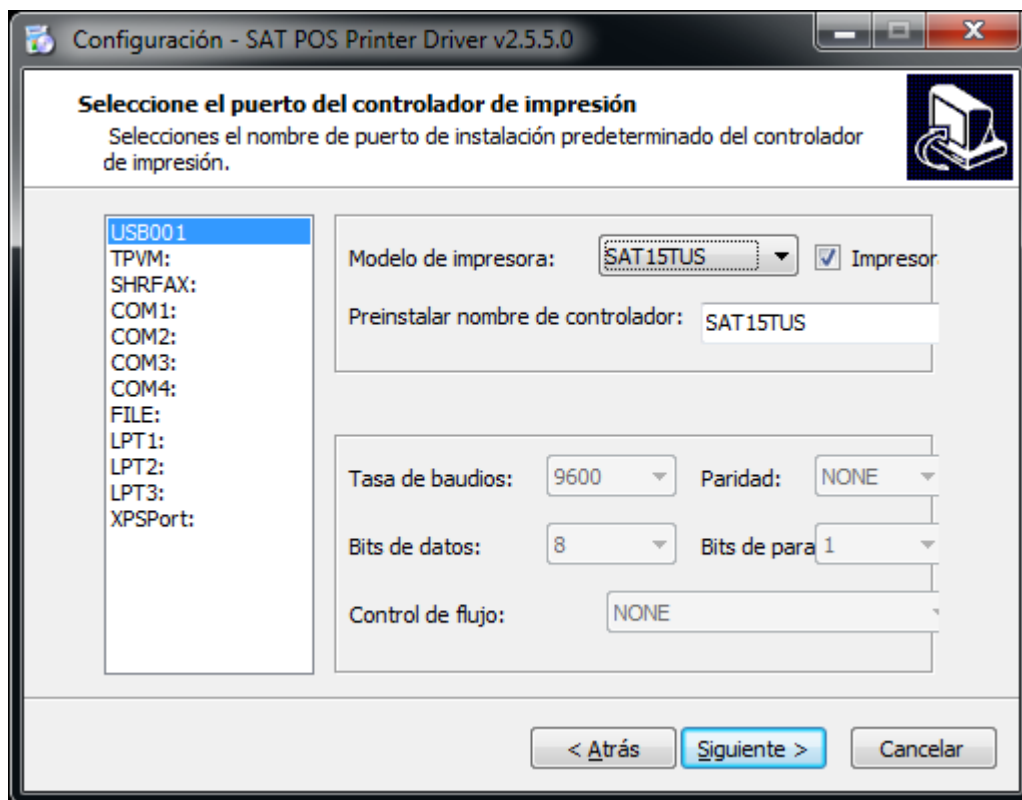 Configuración - SAT POS Printer Driver v2.5.5.0
Seleccione el puerto del controlador de impresión
Selecciones el nombre de puerto de instalación predeterminado del controlador
de impresión.
USB001
TPVM:
SHRFAX:
COM1:
COM2:
COM3:
COM4:
FILE:
LPT1:
LPT2:
LPT3:
XPSPort:
Modelo de impresora: SAT15TUS Impresor
Preinstalar nombre de controlador: SAT15TUS
Tasa de baudios: 9600 Paridad: NONE
Bits de datos: 8 Bits de para 1
Control de flujo: NONE
< Atrás Siguiente > Cancelar